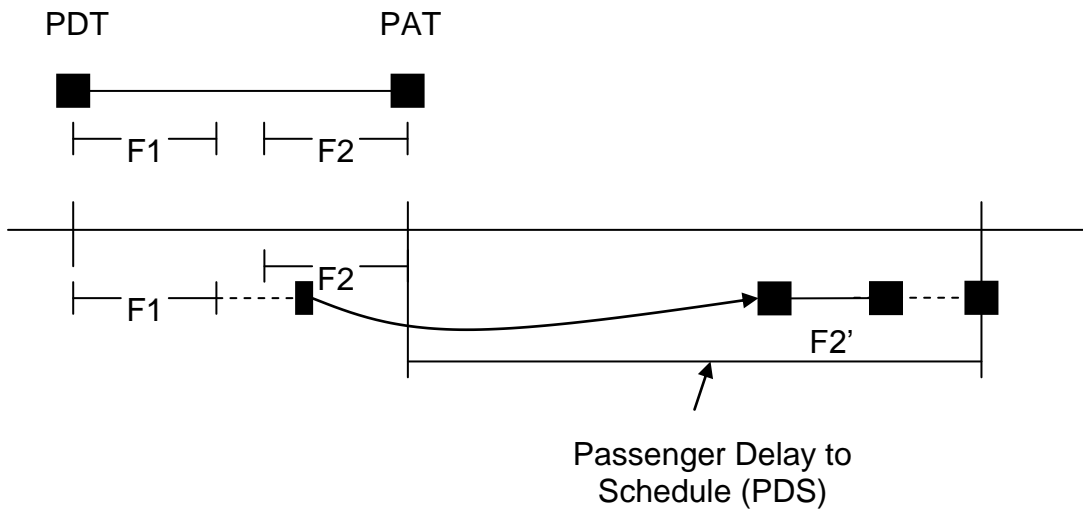 PDT PAT
F1 F2
F2
F1
F2’
Passenger Delay to
Schedule (PDS)